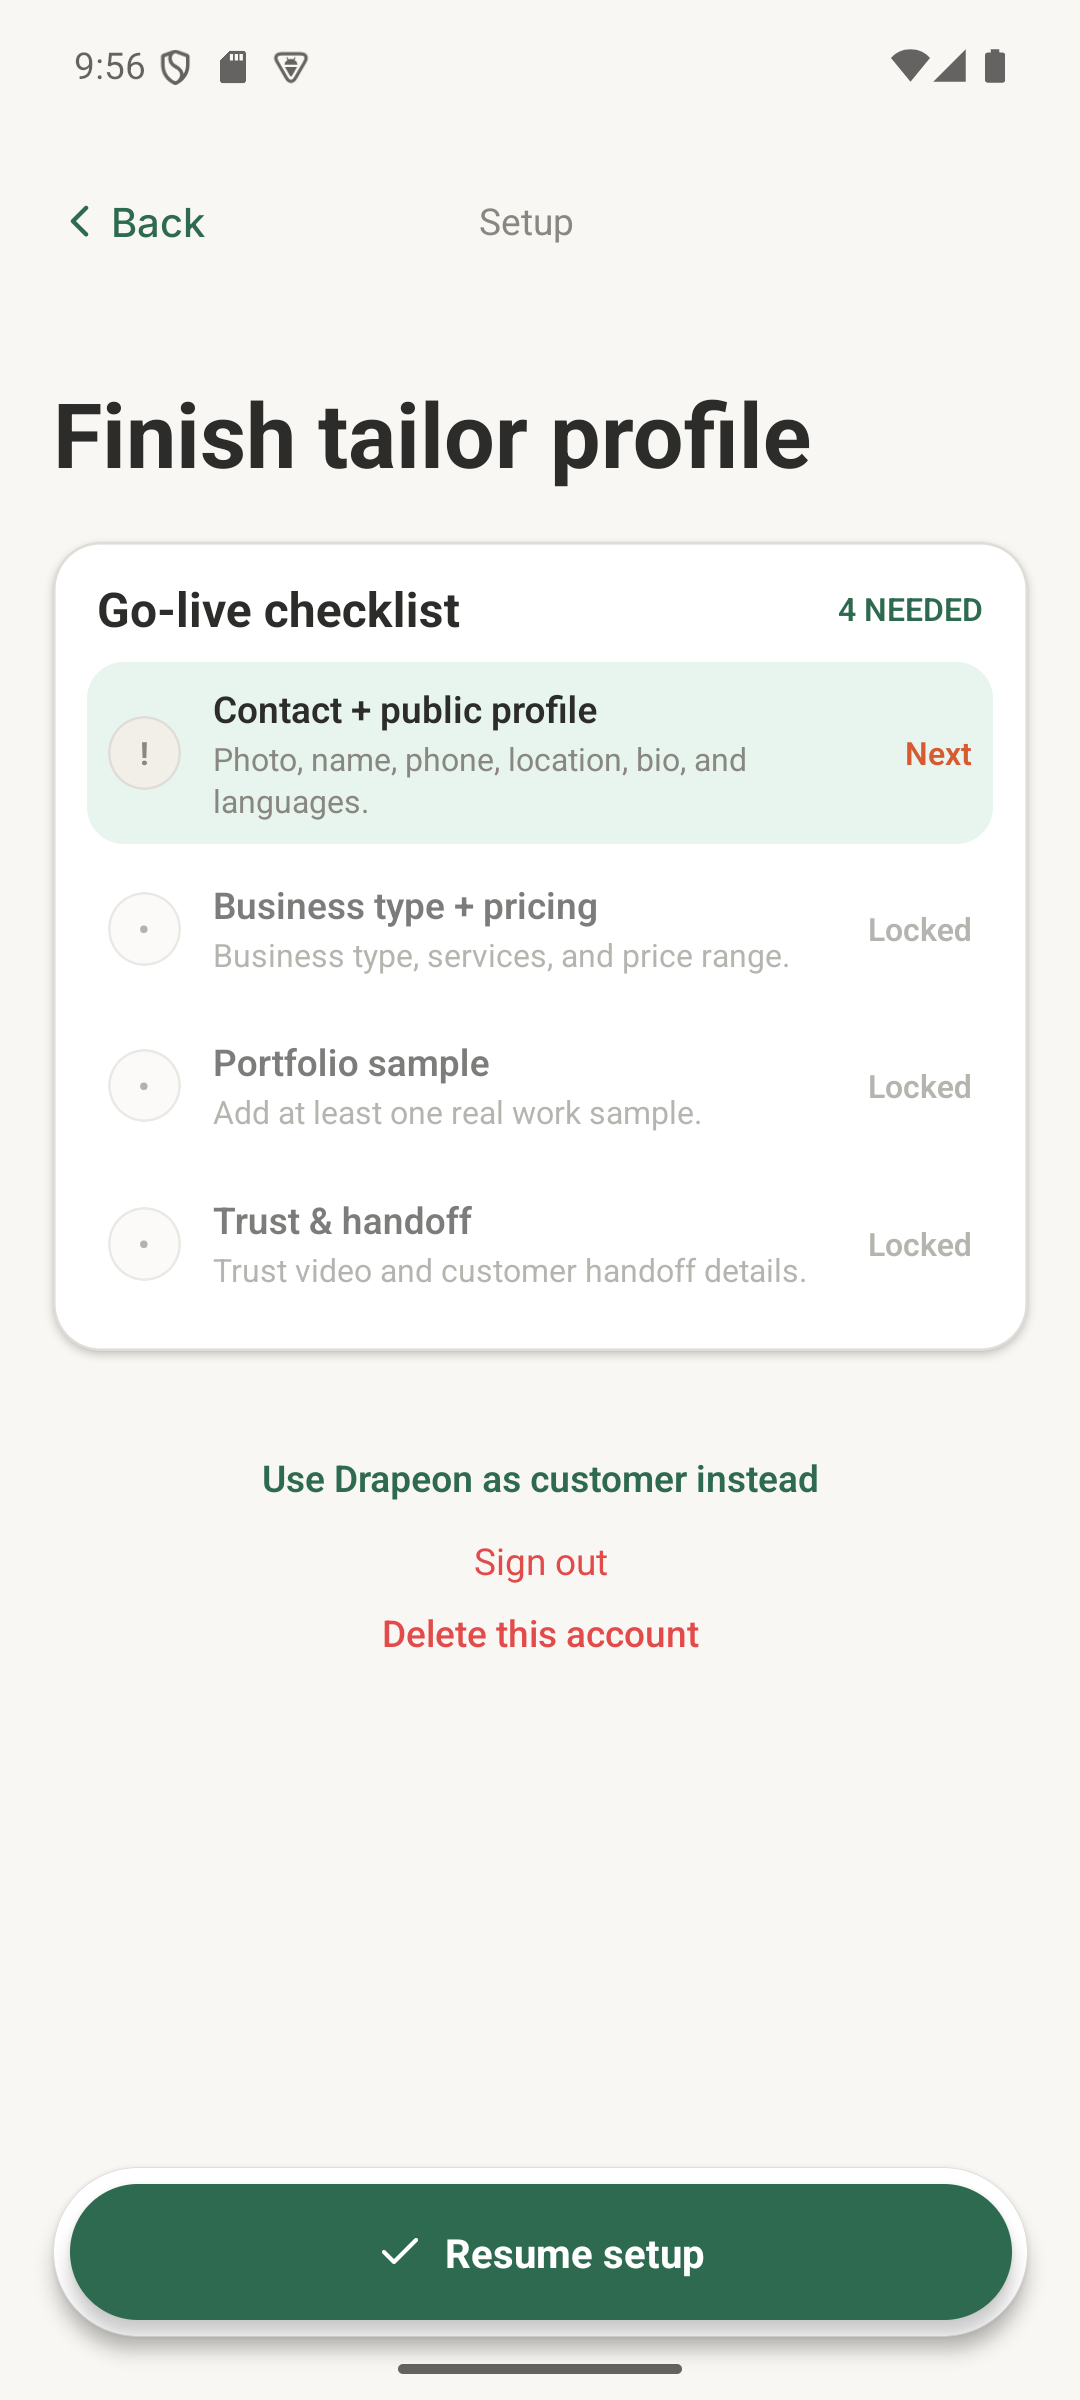 9:56
Back
Setup
Finish tailor profile
Go-live checklist
4 NEEDED
!
Contact + public profile
Photo, name, phone, location, bio, and
languages.
Next
Business type + pricing
Business type, services, and price range.
Locked
Portfolio sample
Add at least one real work sample.
Locked
Trust & handoff
Trust video and customer handoff details.
Locked
Use Drapeon as customer instead
Sign out
Delete this account
Resume setup